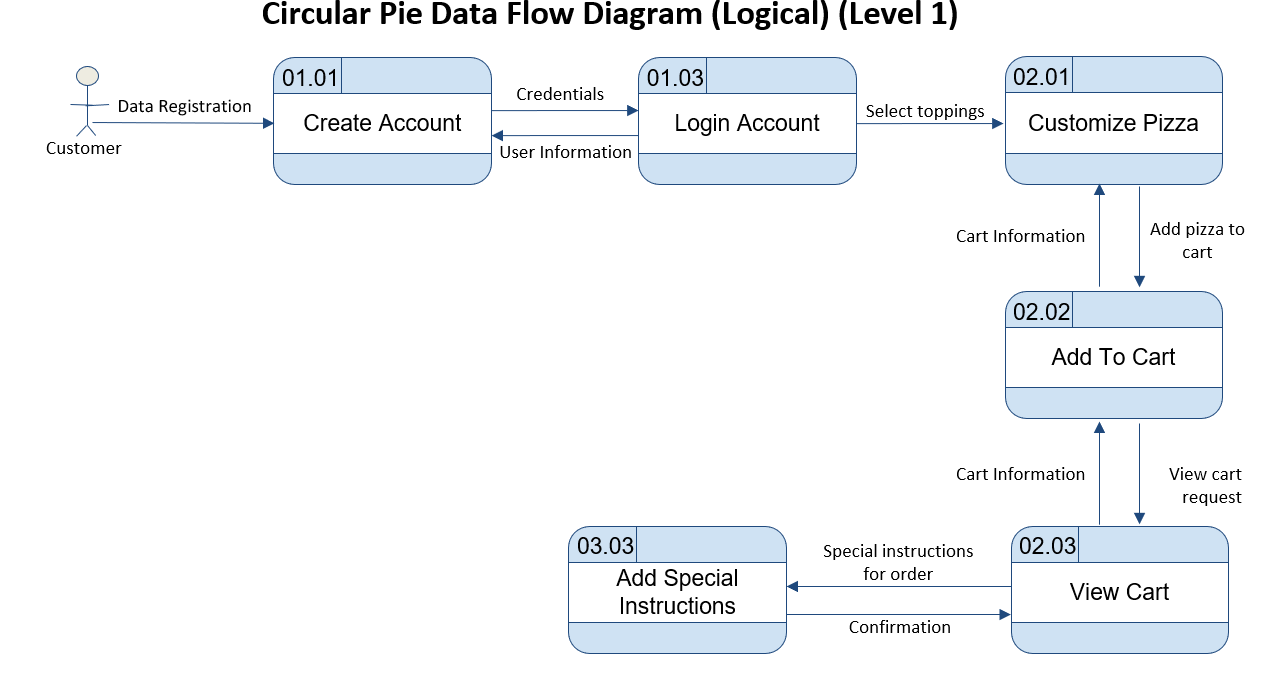 Circular Pie Data Flow Diagram (Logical) (Level 1)
01.01
Create Account
Data Registration
Customer
Credentials
User Information
01.03
Login Account
Select toppings
02.01
Customize Pizza
Cart Information
Add pizza to
cart
02.02
Add To Cart
Cart Information
View cart
request
03.03
Add Special
Instructions
Special instructions
for order
Confirmation
02.03
View Cart